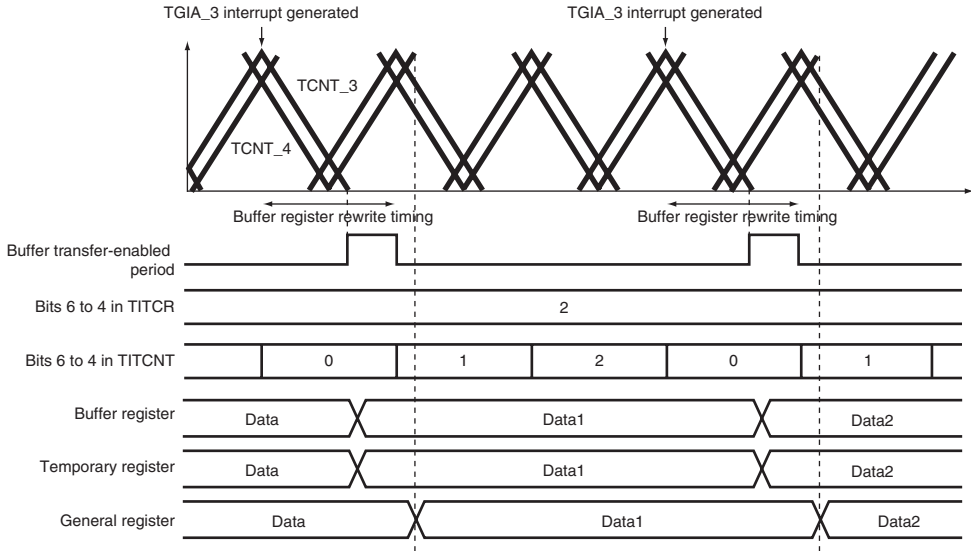 TGIA_3 interrupt generated
TGIA_3 interrupt generated
TCNT_3
TCNT_4
Buffer register rewrite timing
Buffer register rewrite timing
Buffer transfer-enabled
period
Bits 6 to 4 in TITCR
2
Bits 6 to 4 in TITCNT
0
1
2
0
1
Buffer register
Data
Data1
Data2
Temporary register
Data
Data1
Data2
General register
Data
Data1
Data2